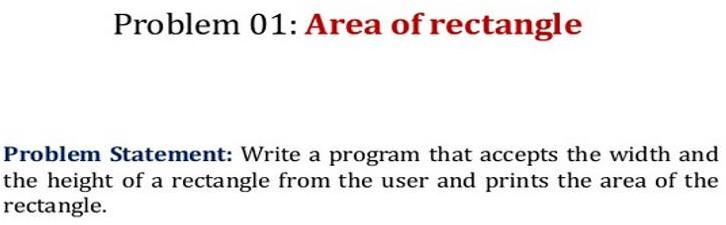 Problem 01: Area of rectangle
Problem Statement: Write a program that accepts the width and
the height of a rectangle from the user and prints the area of the
rectangle.